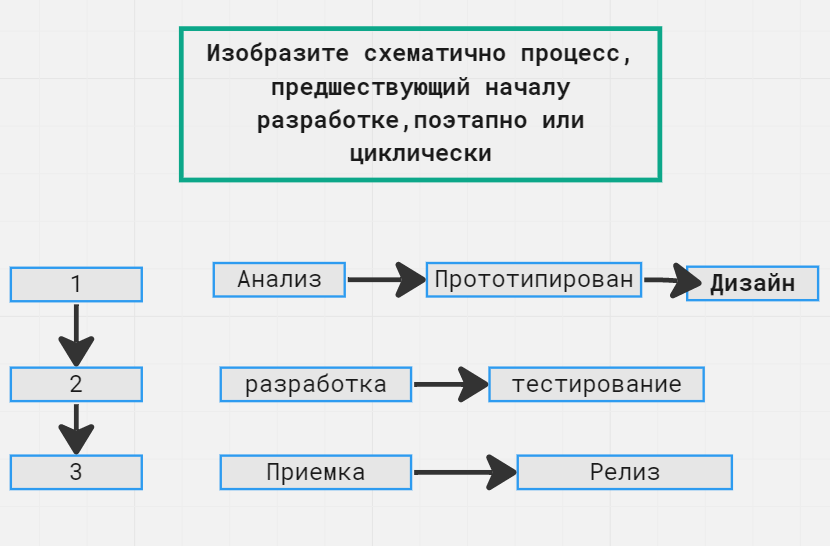 Изобразите схематично процесс,
предшествующий началу
разработке,поэтапно или
циклически
1
Анализ
Прототипирован
Дизайн
2
разработка
тестирование
3
Приемка
Релиз